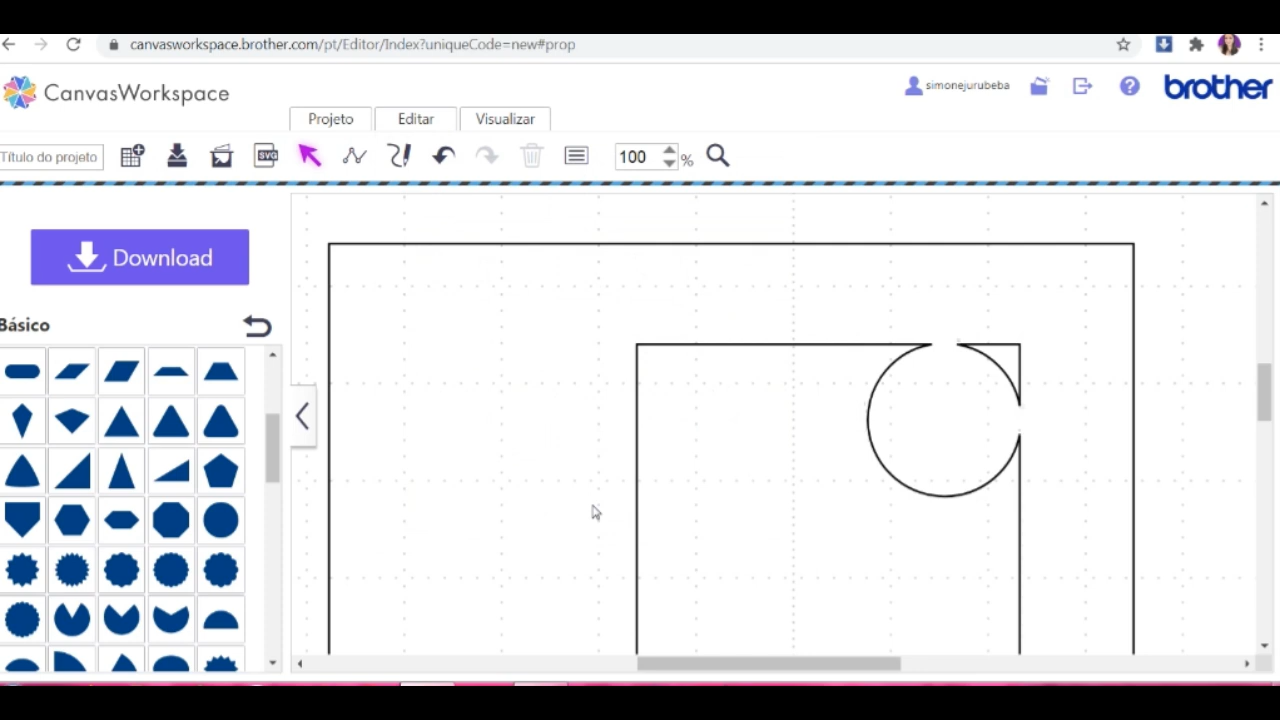 canvasworkspace.brother.com/pt/Editor/Index?uniqueCode=new#prop
CanvasWorkspace
simonejurubeba
brother
Projeto
Editar
Visualizar
Título do projeto
SVG
100
%
Download
Básico